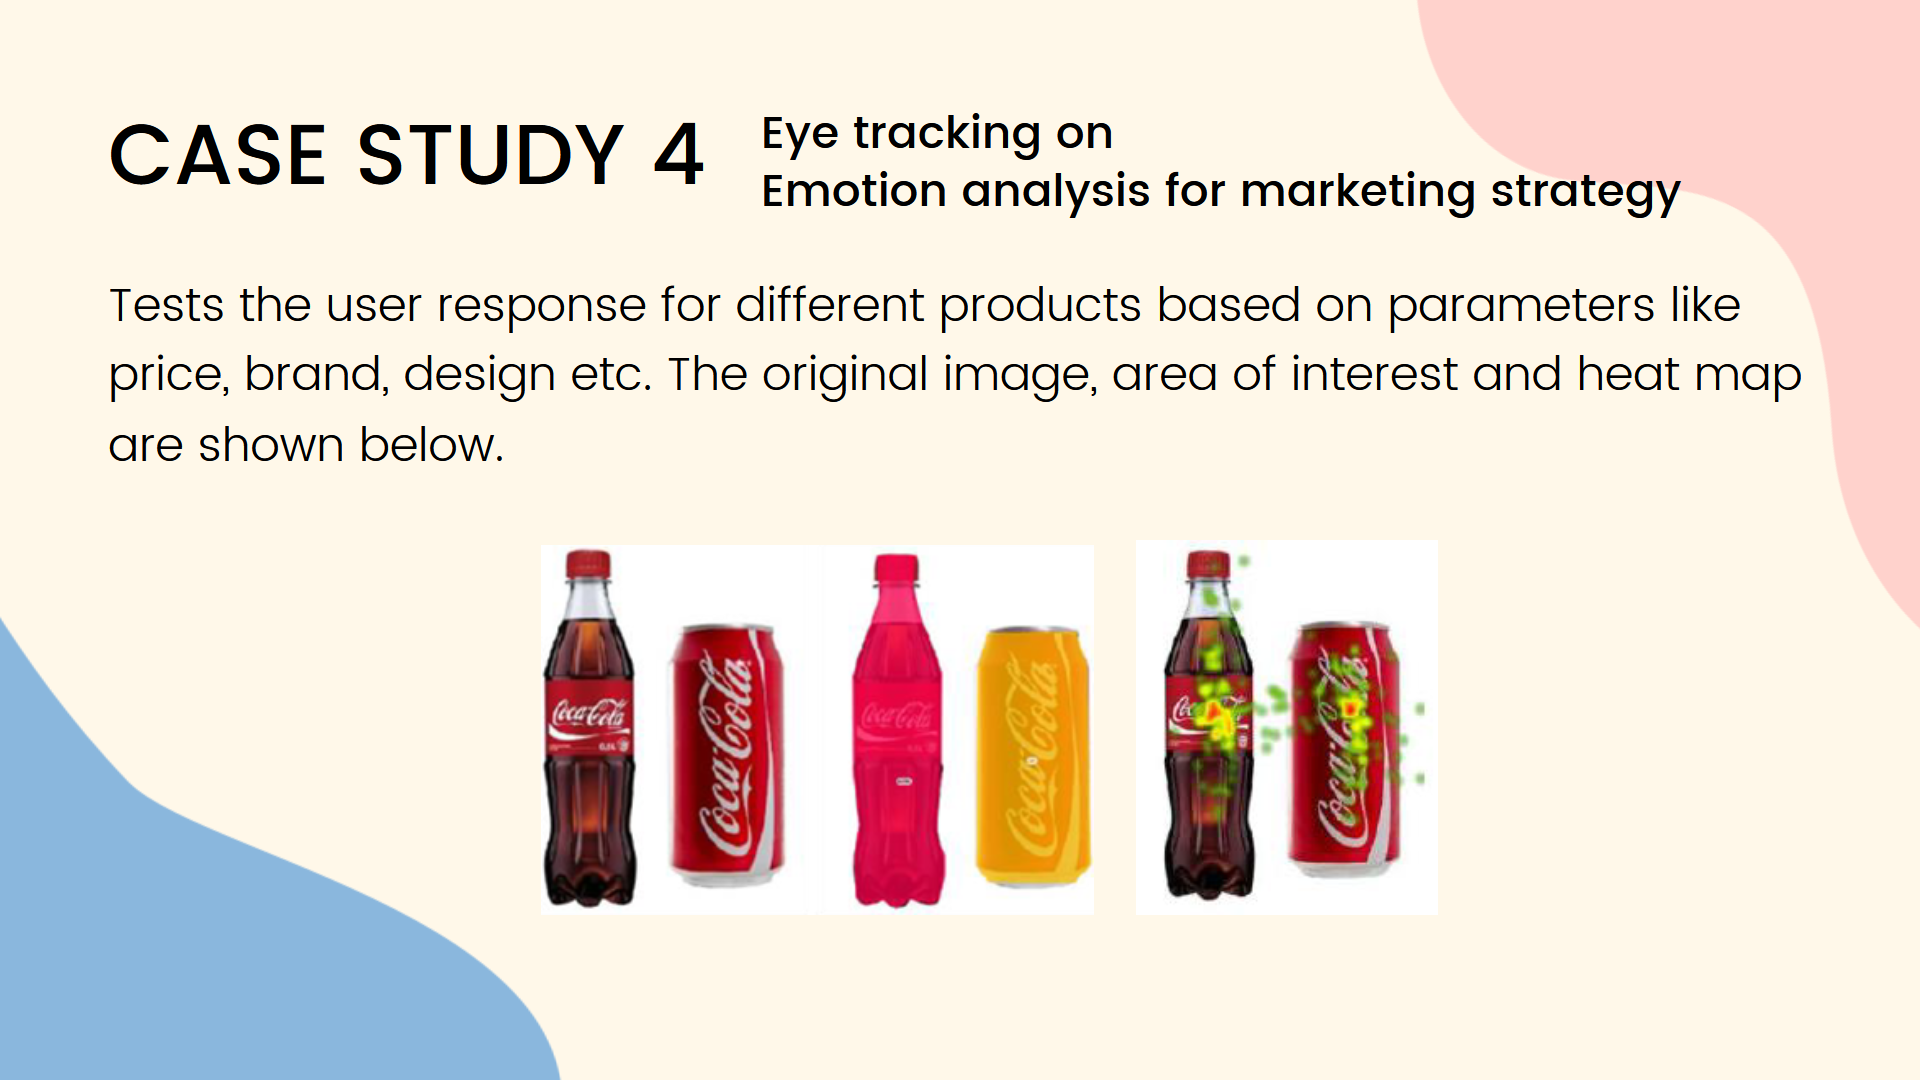 CASE STUDY 4
Eye tracking on
Emotion analysis for marketing strategy
Tests the user response for different products based on parameters like
price, brand, design etc. The original image, area of interest and heat map
are shown below.
Coca-Cola
Coca-Cola
Coca-Cola
Coca-Cola
Coca-Cola